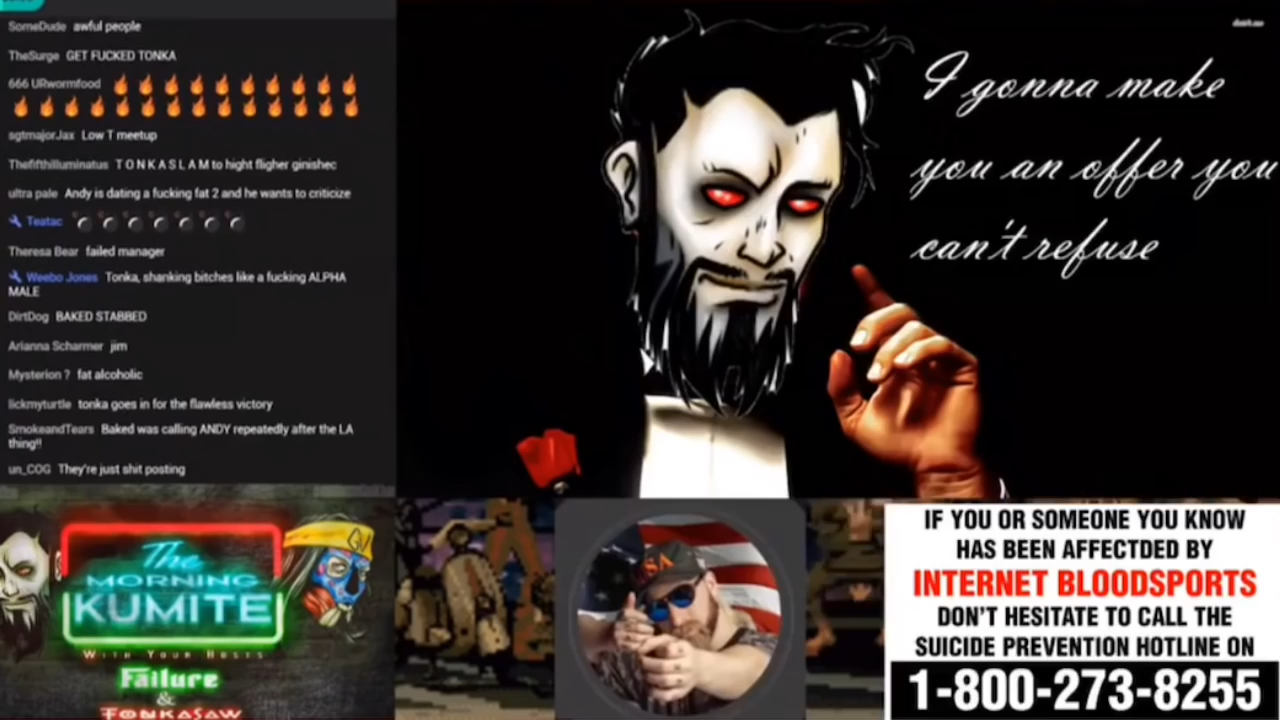 SomeDude awful people
TheSurge GET FUCKED TONKA
666 URwormfood 🔥🔥🔥🔥🔥🔥🔥🔥🔥🔥
🔥🔥🔥🔥🔥🔥🔥🔥🔥🔥🔥🔥🔥🔥
sgtmajorJax Low T meetup
Thefifthilluminatus T O N K A S L A M to hight fligher ginishec
ultra pale Andy is dating a fucking fat 2 and he wants to criticize
Teatac 💣💣💣💣💣💣💣
Theresa Bear failed manager
Weebo Jones Tonka, shanking bitches like a fucking ALPHA
MALE
DirtDog BAKED STABBED
Arianna Scharmer jim
Mysterion ? fat alcoholic
lickmyturtle tonka goes in for the flawless victory
SmokeandTears Baked was calling ANDY repeatedly after the LA
thing!!
un_COG They're just shit posting
I gonna make
you an offer you
can't refuse
The
MORNING
KUMITE
WITH YOUR HOSTS
Failure
&
TONKASAW
SA
IF YOU OR SOMEONE YOU KNOW
HAS BEEN AFFECTDED BY
INTERNET BLOODSPORTS
DON'T HESITATE TO CALL THE
SUICIDE PREVENTION HOTLINE ON
1-800-273-8255